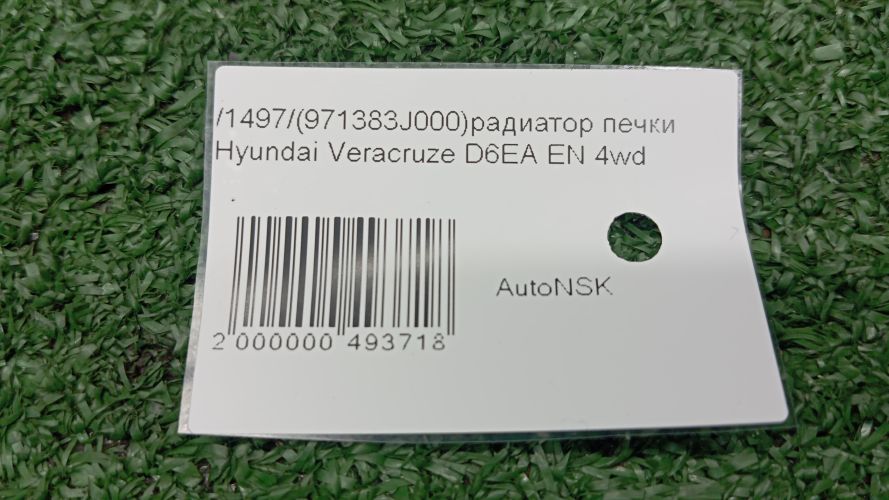 /1497/(971383J000)радиатор печки
Hyundai Veracruze D6EA EN 4wd
AutoNSK
2 000000 493718